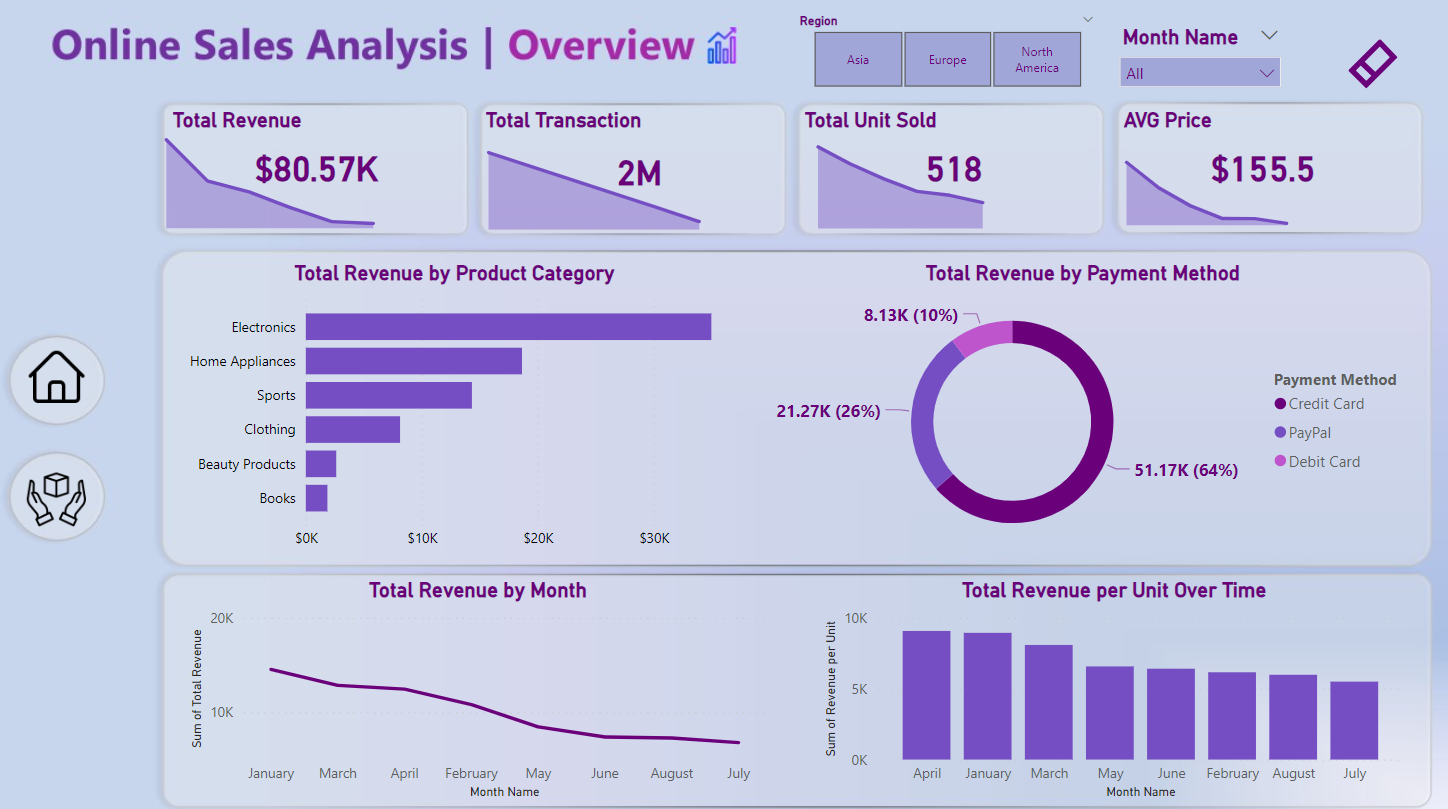 Online Sales Analysis | Overview
Region
Asia
Europe
North
America
Month Name
All
Total Revenue
$80.57K
Total Transaction
2M
Total Unit Sold
518
AVG Price
$155.5
Total Revenue by Product Category
Electronics
Home Appliances
Sports
Clothing
Beauty Products
Books
$0K
$10K
$20K
$30K
Total Revenue by Payment Method
8.13K (10%)
21.27K (26%)
51.17K (64%)
Payment Method
Credit Card
PayPal
Debit Card
Total Revenue by Month
Sum of Total Revenue
20K
10K
January
March
April
February
May
June
August
July
Month Name
Total Revenue per Unit Over Time
Sum of Revenue per Unit
10K
5K
0K
April
January
March
May
June
February
August
July
Month Name